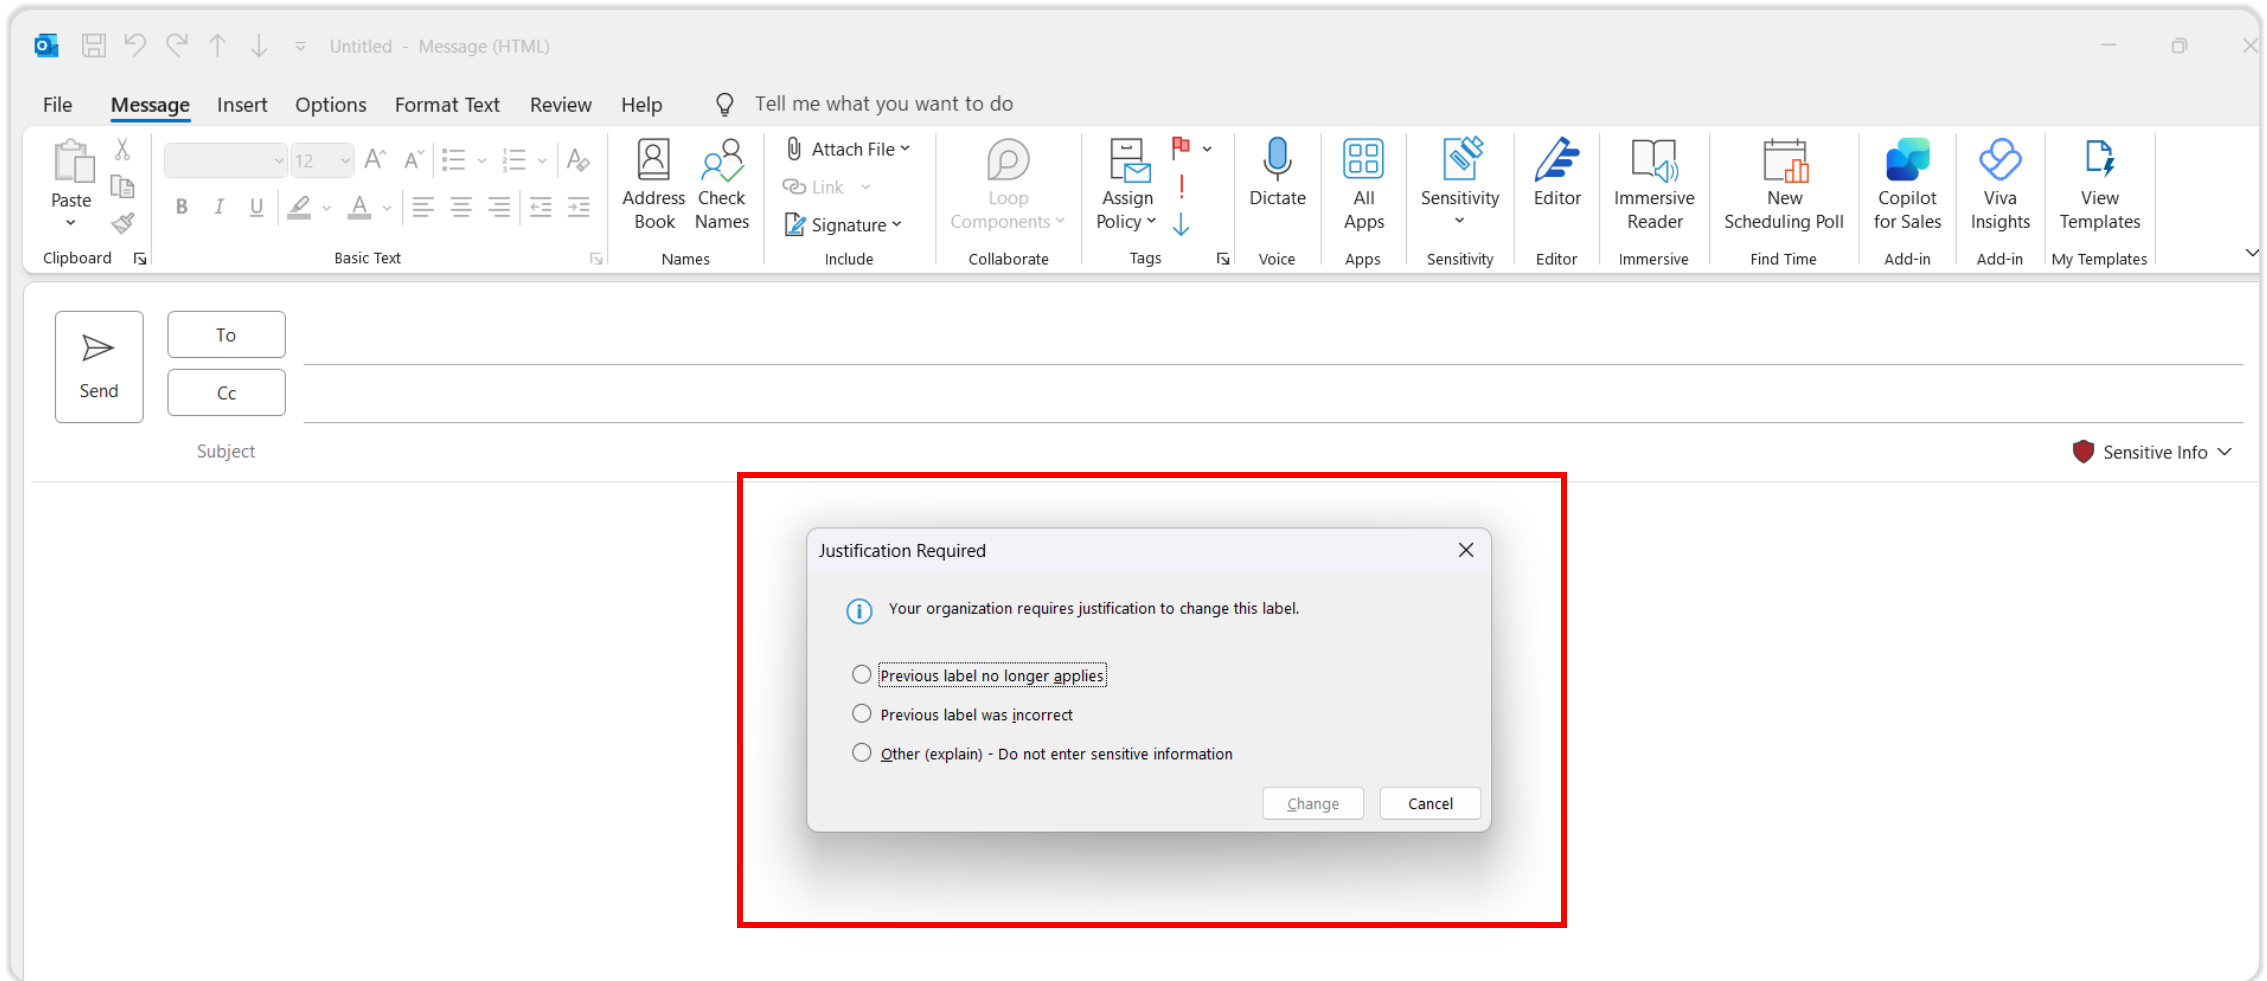 Untitled - Message (HTML)
File Message Insert Options Format Text Review Help Tell me what you want to do
Paste
Clipboard
12
B I U
Basic Text
Address Book
Check Names
Names
Attach File
Link
Signature
Include
Loop Components
Collaborate
Assign Policy
Tags
Dictate
Voice
All Apps
Apps
Sensitivity
Sensitivity
Editor
Editor
Immersive Reader
Immersive
New Scheduling Poll
Find Time
Copilot for Sales
Add-in
Viva Insights
Add-in
View Templates
My Templates
Send
To
Cc
Subject
Sensitive Info
Justification Required
Your organization requires justification to change this label.
Previous label no longer applies
Previous label was incorrect
Other (explain) - Do not enter sensitive information
Change Cancel